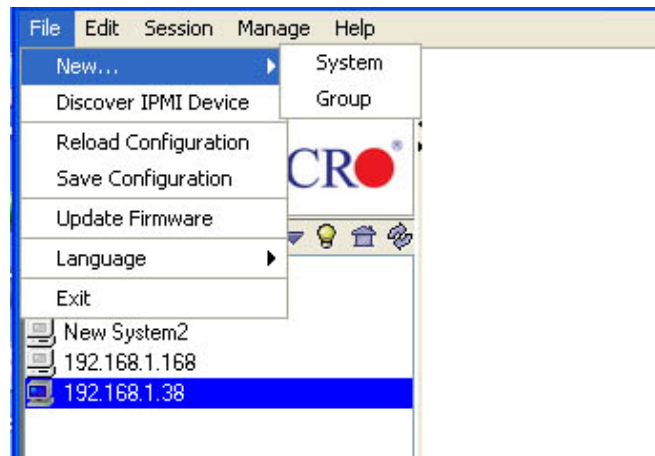 File Edit Session Manage Help
New... System
Discover IPMI Device Group
Reload Configuration
Save Configuration
CRO®
Update Firmware
Language
Exit
New System2
192.168.1.168
192.168.1.38